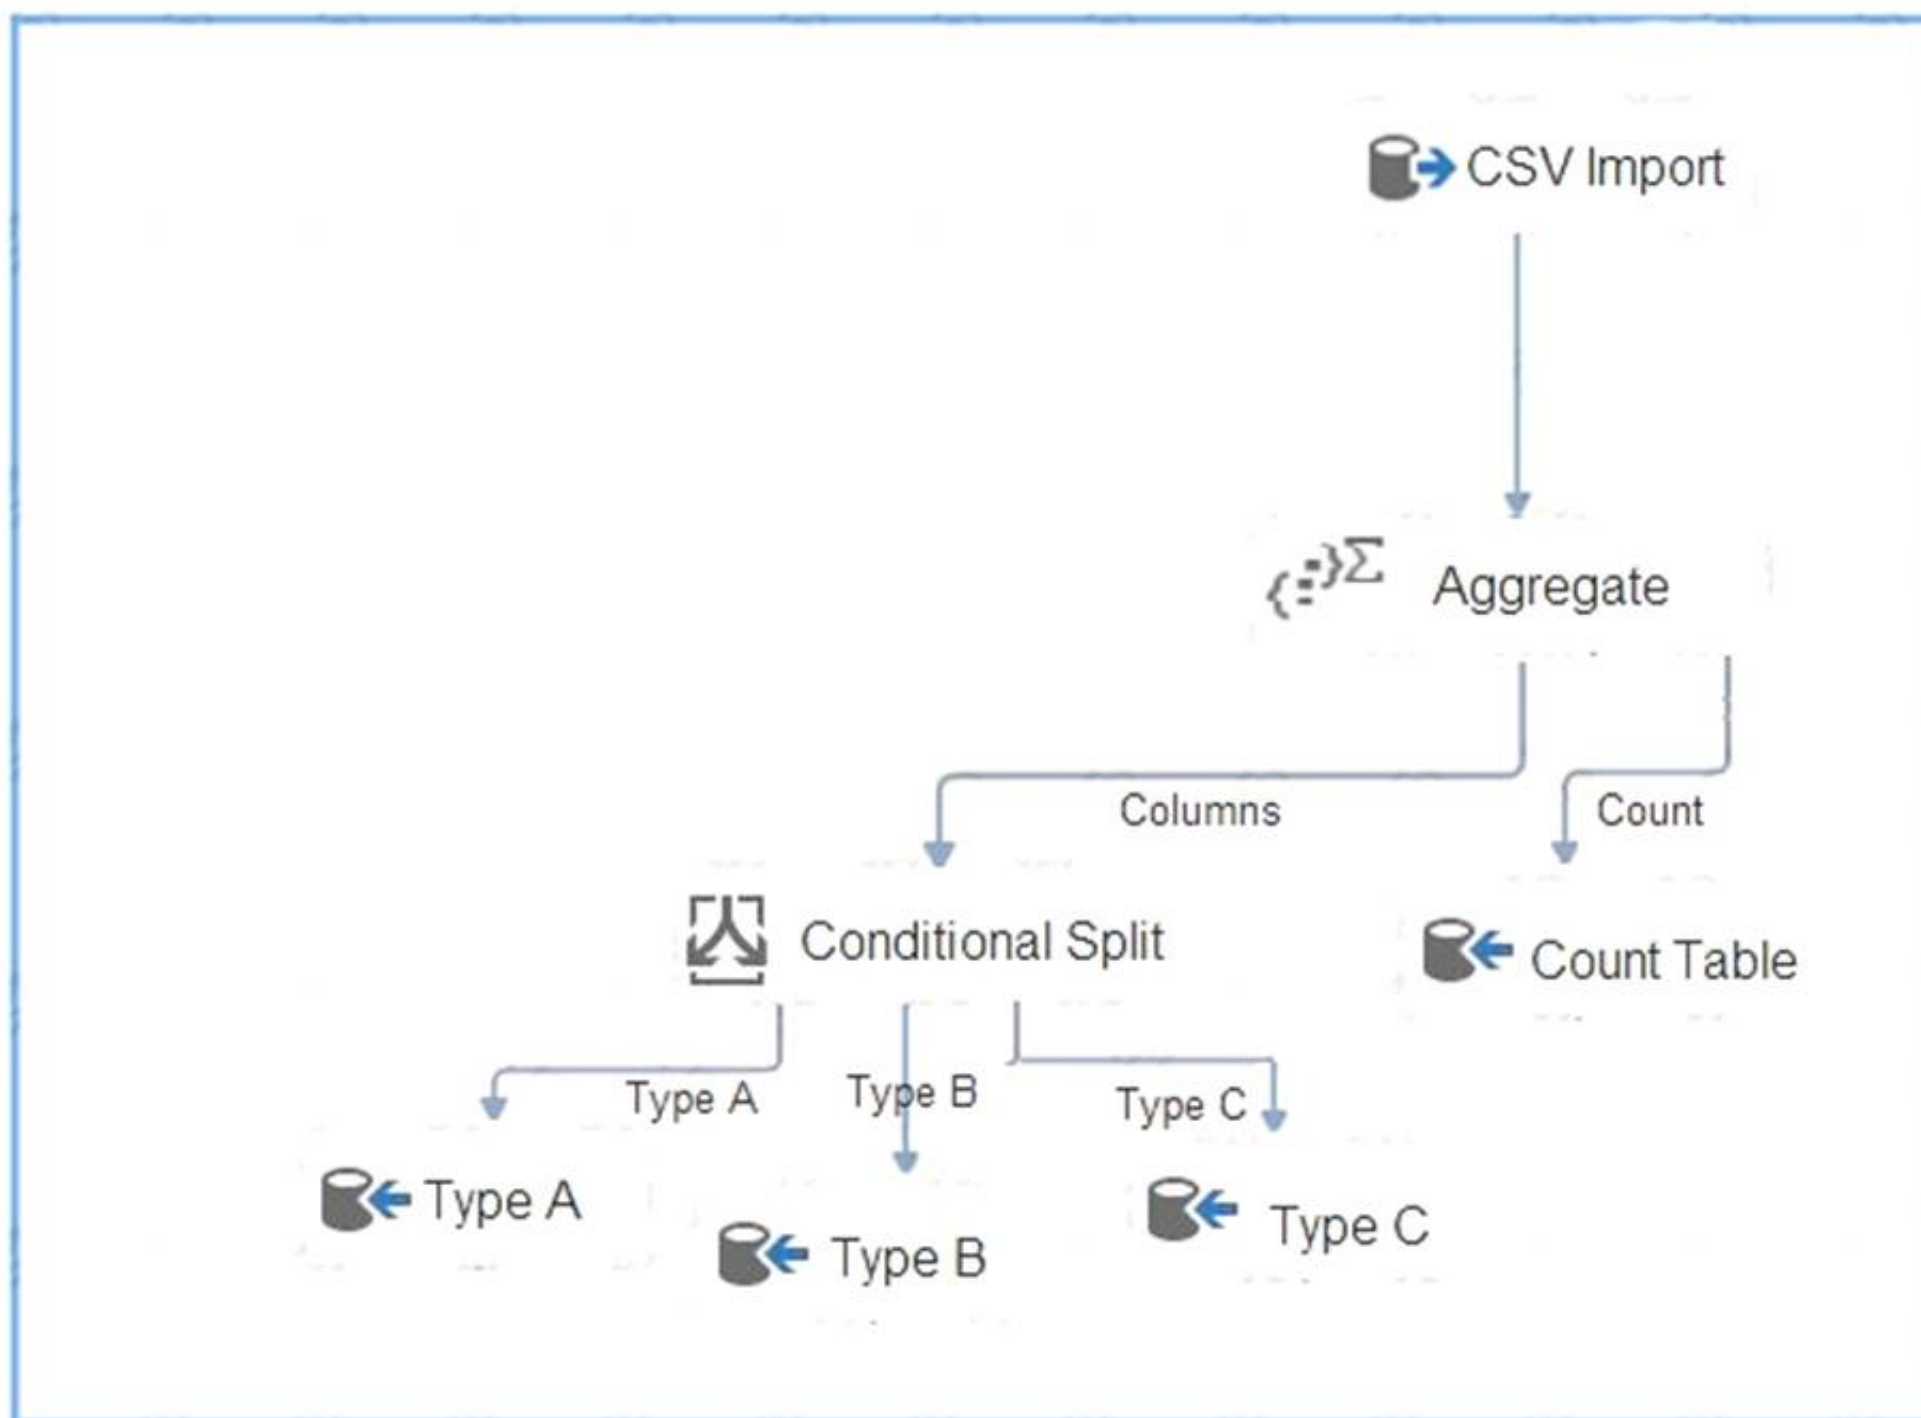 CSV Import
Aggregate
Columns
Count
Conditional Split
Count Table
Type A
Type B
Type C
Type A
Type B
Type C